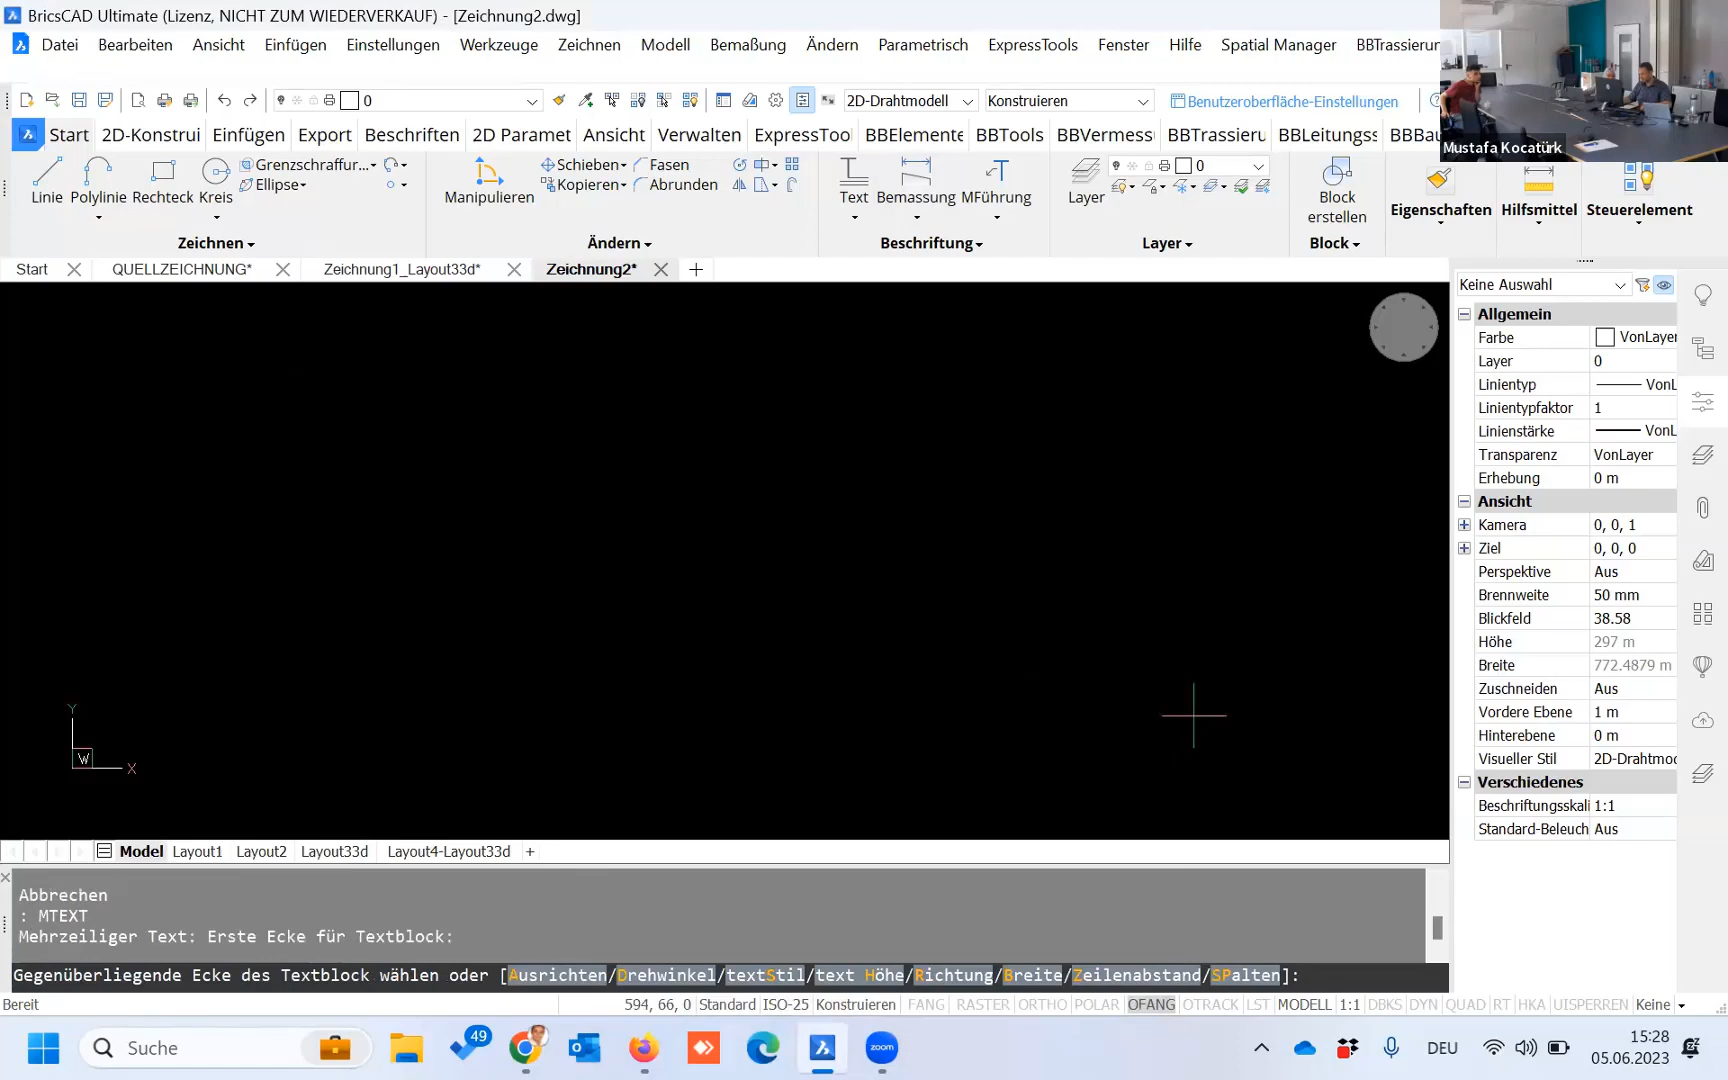 BricsCAD Ultimate (Lizenz, NICHT ZUM WIEDERVERKAUF) - [Zeichnung2.dwg]
Datei Bearbeiten Ansicht Einfügen Einstellungen Werkzeuge Zeichnen Modell Bemaßung Ändern Parametrisch ExpressTools Fenster Hilfe Spatial Manager BBTrassierun
0 2D-Drahtmodell Konstruieren Benutzeroberfläche-Einstellungen
Start 2D-Konstrui Einfügen Export Beschriften 2D Paramet Ansicht Verwalten ExpressToo BBElemente BBTools BBVermess BBTrassieru BBLeitungss BBBau
Mustafa Kocatürk
Grenzschraffur... Schieben Fasen 0
Ellipse Kopieren Abrunden
Linie Polylinie Rechteck Kreis Manipulieren Text Bemassung MFührung Layer Block erstellen Eigenschaften Hilfsmittel Steuerelement
Zeichnen Ändern Beschriftung Layer Block
Start QUELLZEICHNUNG* Zeichnung1_Layout33d* Zeichnung2* +
Keine Auswahl
Allgemein
Farbe VonLayer
Layer 0
Linientyp VonL
Linientypfaktor 1
Linienstärke VonL
Transparenz VonLayer
Erhebung 0 m
Ansicht
Kamera 0, 0, 1
Ziel 0, 0, 0
Perspektive Aus
Brennweite 50 mm
Blickfeld 38.58
Höhe 297 m
Breite 772.4879 m
Zuschneiden Aus
Vordere Ebene 1 m
Hinterebene 0 m
Visueller Stil 2D-Drahtmod
Verschiedenes
Beschriftungsskali 1:1
Standard-Beleuch Aus
Y
W
X
Model Layout1 Layout2 Layout33d Layout4-Layout33d +
Abbrechen
: MTEXT
Mehrzeiliger Text: Erste Ecke für Textblock:
Gegenüberliegende Ecke des Textblock wählen oder [Ausrichten/Drehwinkel/textStil/text Höhe/Richtung/Breite/Zeilenabstand/SPalten]:
Bereit 594, 66, 0 Standard ISO-25 Konstruieren FANG RASTER ORTHO POLAR OFANG OTRACK LST MODELL 1:1 DBKS DYN QUAD RT HKA UISPERREN Keine
Suche 49 zoom DEU 15:28
05.06.2023